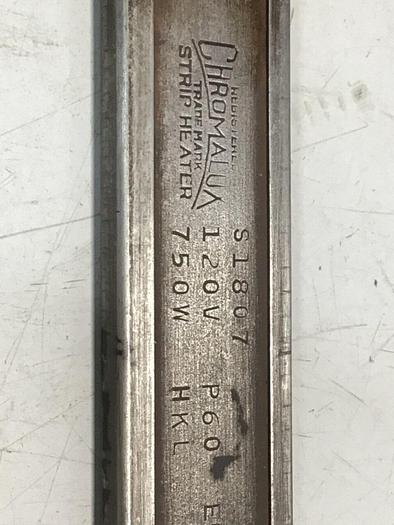 REGISTERED
CHROMALOX
TRADE MARK
STRIP HEATER
S1807
120V P60 E
750W HKL